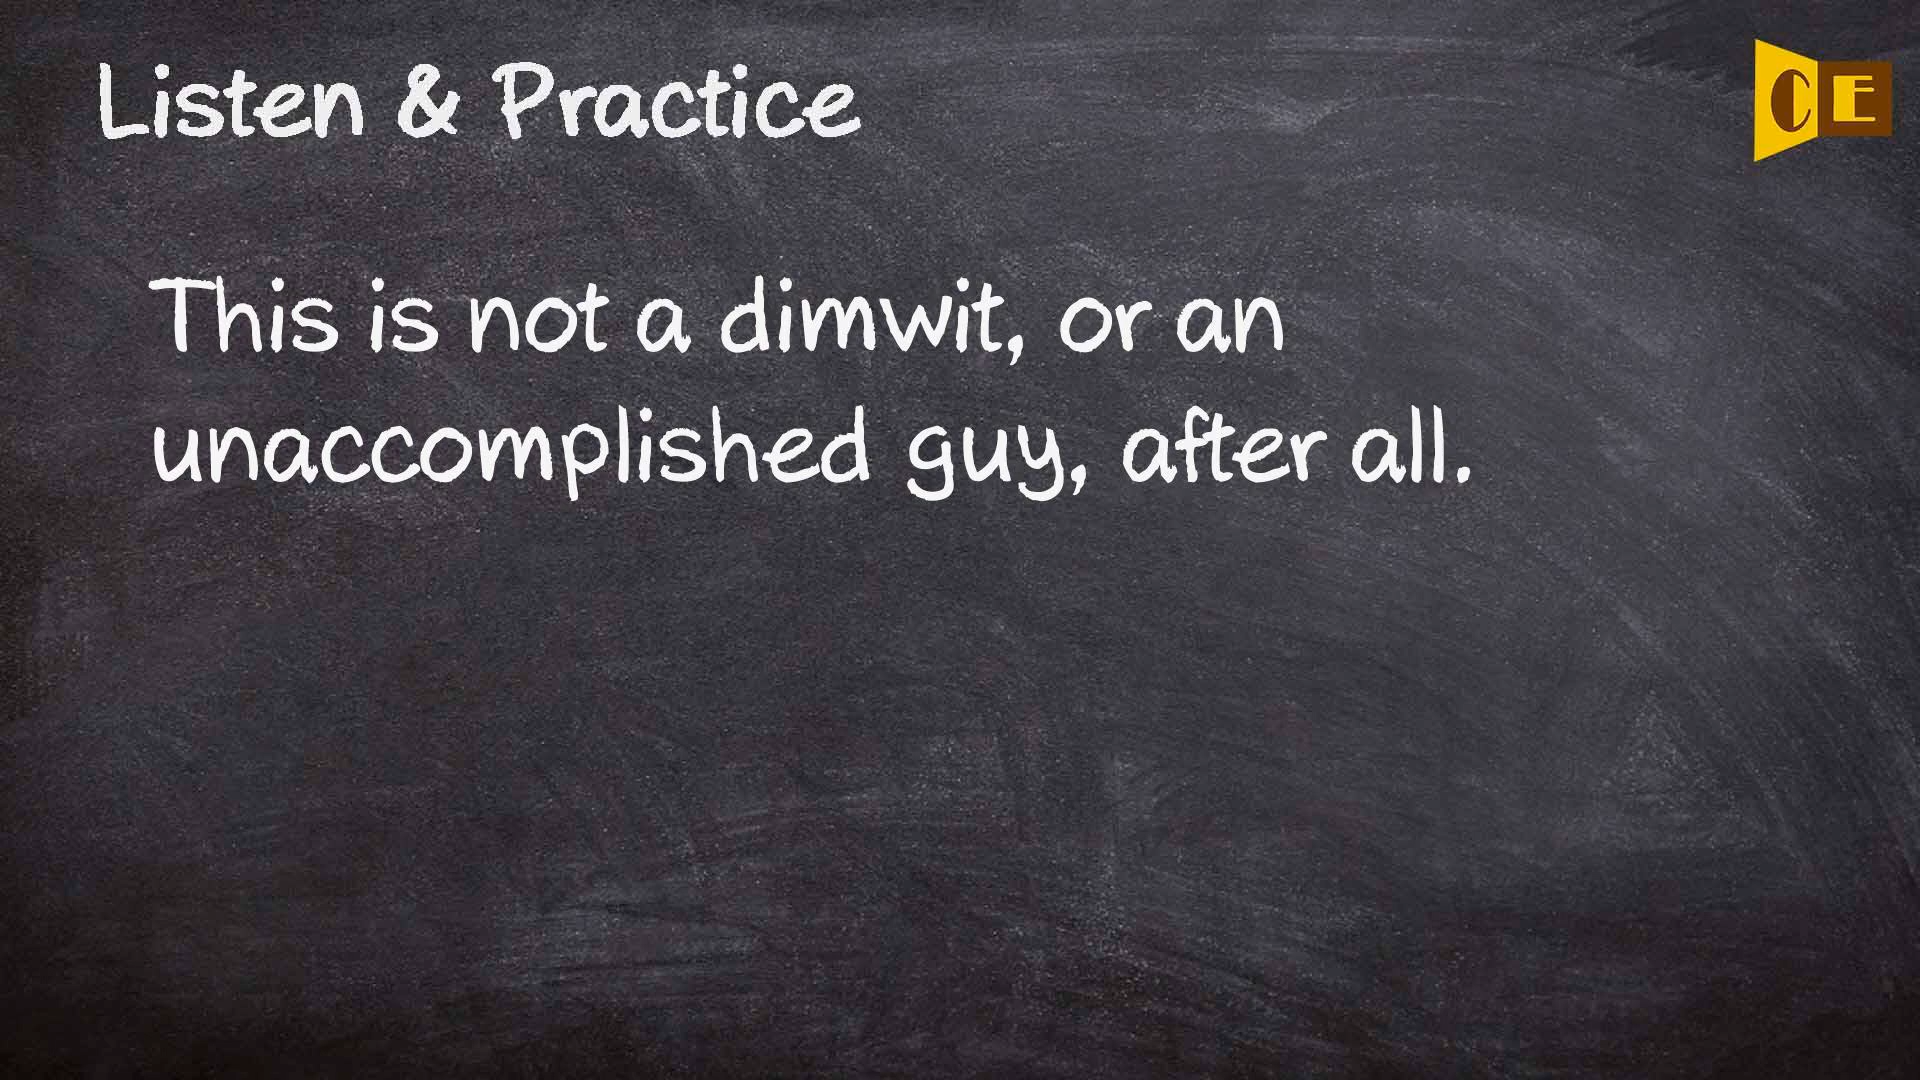 Listen & Practice
CE
This is not a dimwit, or an
unaccomplished guy, after all.